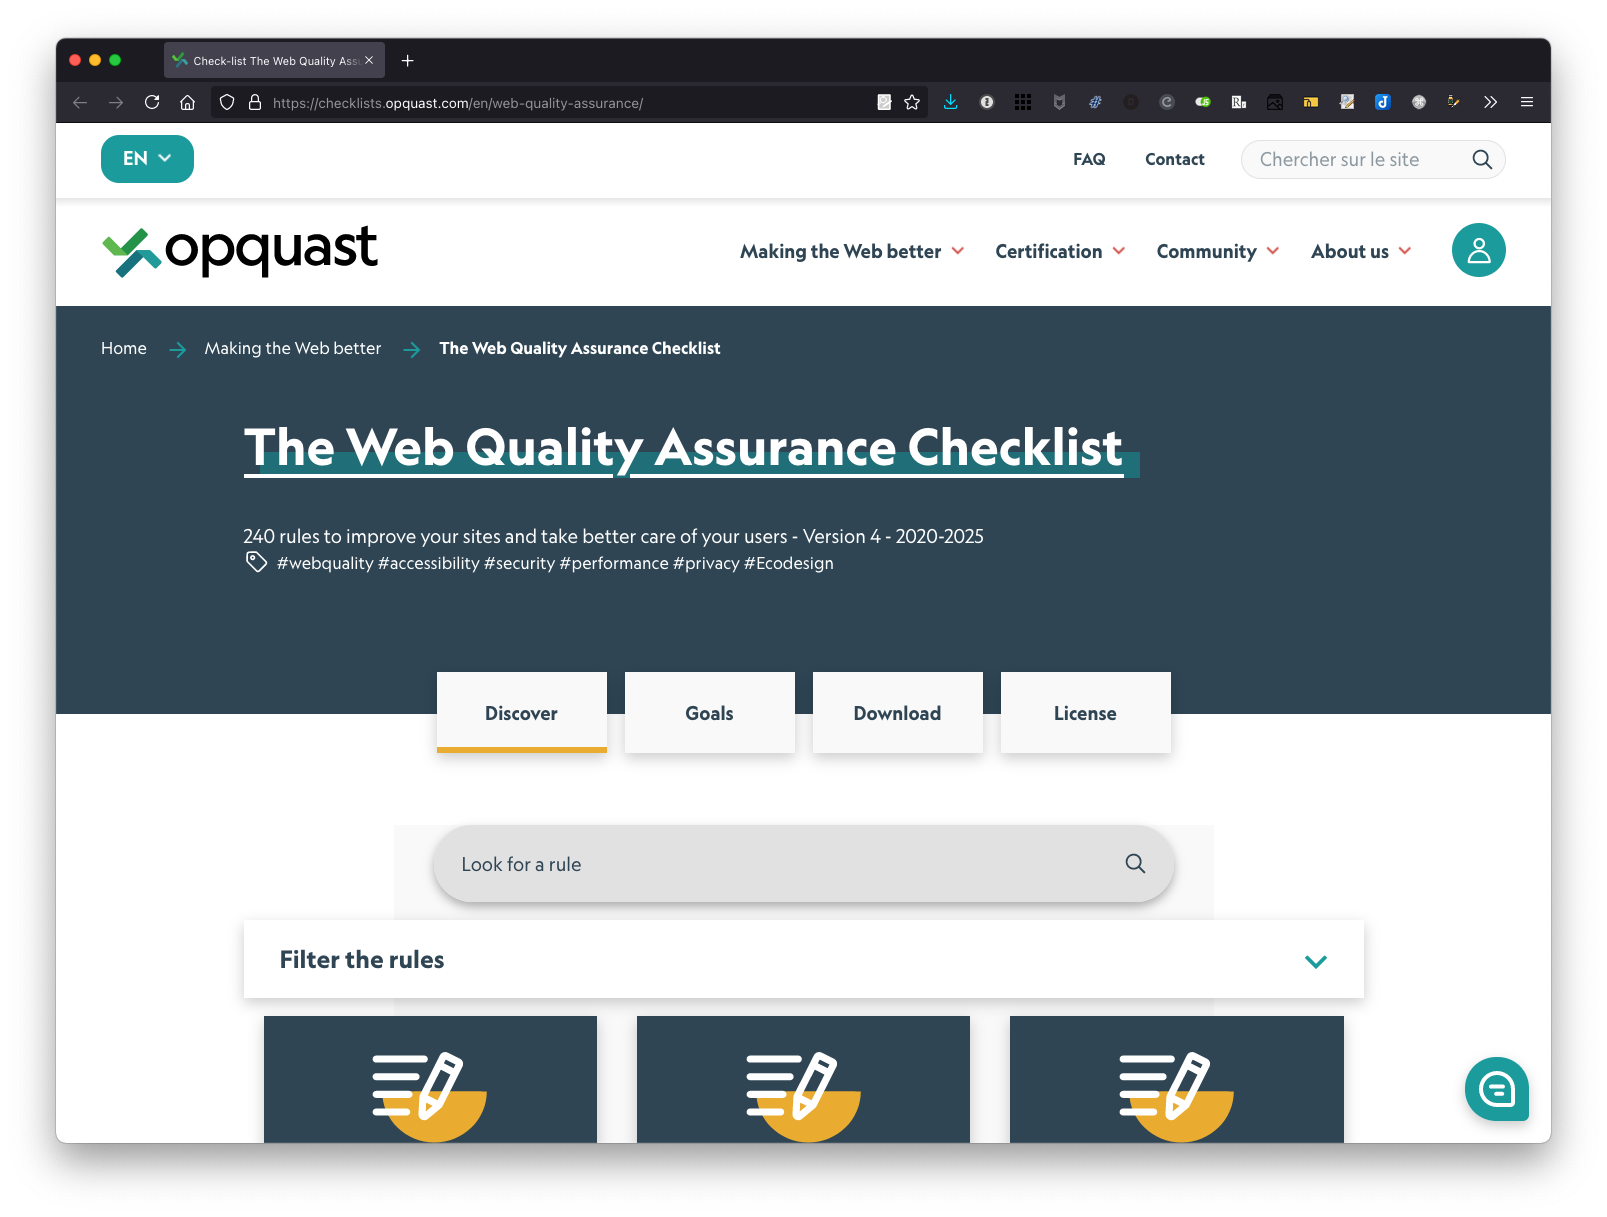 Check-list The Web Quality Ass
https://checklists.opquast.com/en/web-quality-assurance/
EN
FAQ
Contact
Chercher sur le site
opquast
Making the Web better
Certification
Community
About us
Home
Making the Web better
The Web Quality Assurance Checklist
The Web Quality Assurance Checklist
240 rules to improve your sites and take better care of your users - Version 4 - 2020-2025
#webquality #accessibility #security #performance #privacy #Ecodesign
Discover
Goals
Download
License
Look for a rule
Filter the rules